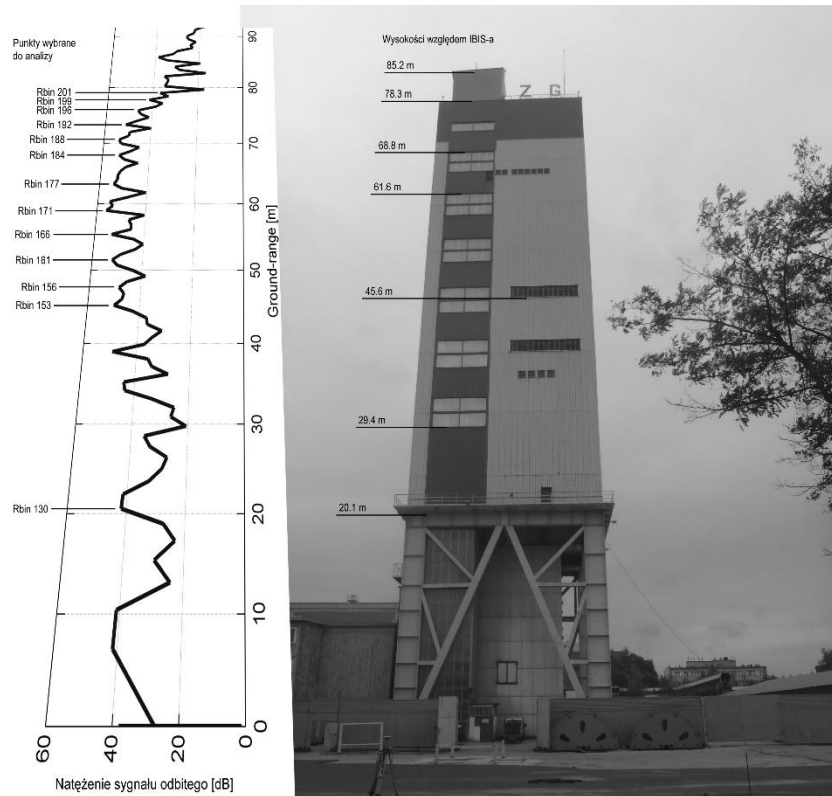 Punkty wybrane
do analizy
Rbin 201
Rbin 199
Rbin 196
Rbin 192
Rbin 188
Rbin 184
Rbin 177
Rbin 171
Rbin 166
Rbin 161
Rbin 156
Rbin 153
Rbin 130
90
80
70
60
50
40
30
20
10
0
Ground-range [m]
60
40
20
0
Natężenie sygnału odbitego [dB]
Wysokości względem IBIS-a
85.2 m
78.3 m
68.8 m
61.6 m
45.6 m
29.4 m
20.1 m
Z G